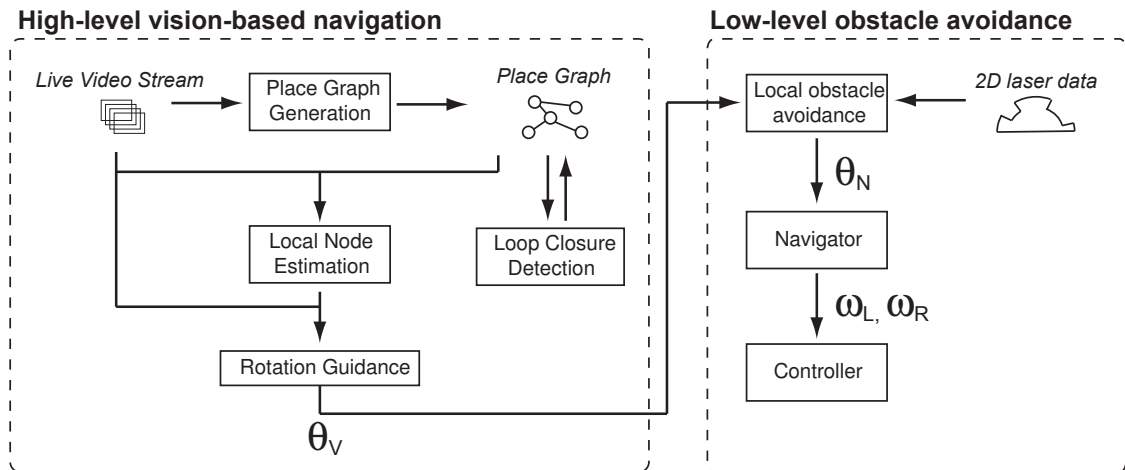 High-level vision-based navigation
Live Video Stream
Place Graph
Generation
Place Graph
Local Node
Estimation
Loop Closure
Detection
Rotation Guidance
θV
Low-level obstacle avoidance
Local obstacle
avoidance
2D laser data
θN
Navigator
ωL, ωR
Controller